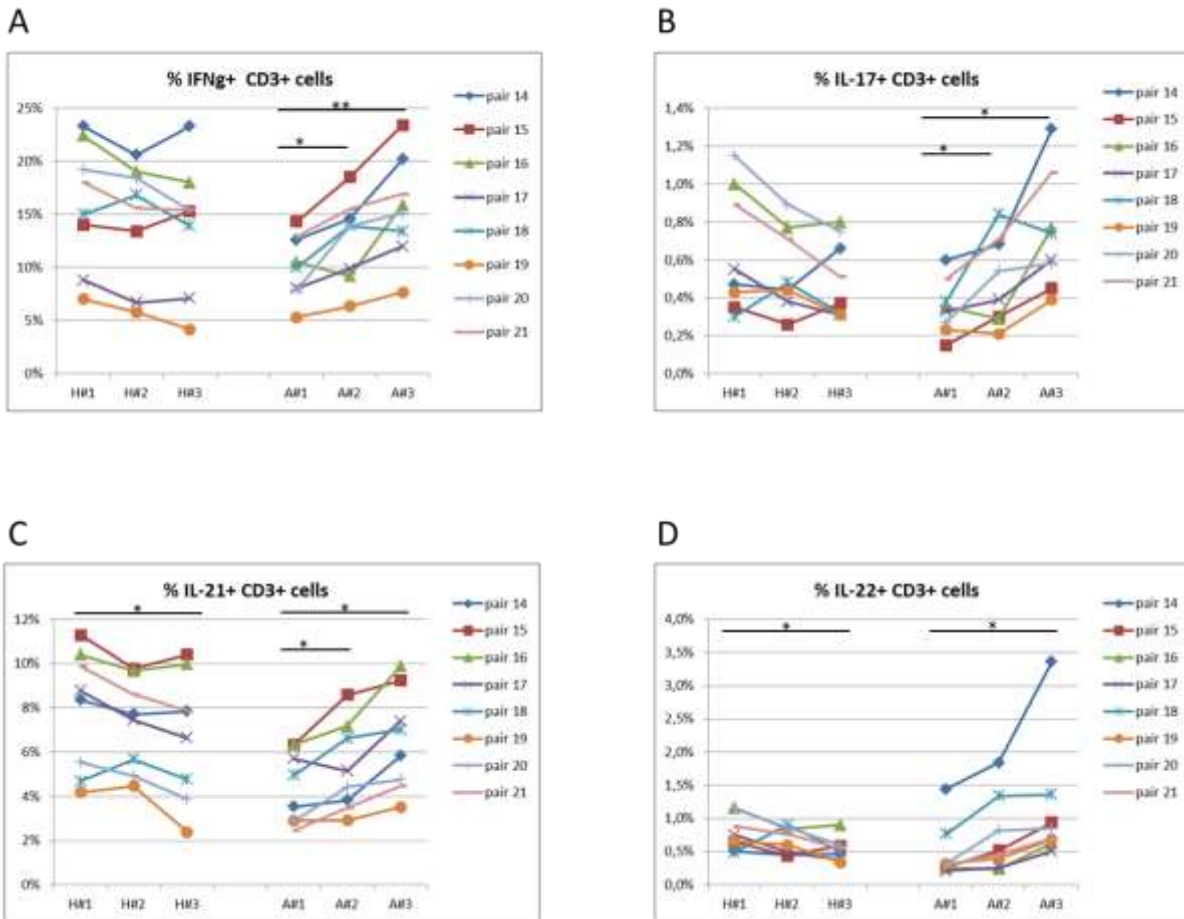 A
% IFNg+ CD3+ cells
25%
20%
15%
10%
5%
0%
**
*
H#1 H#2 H#3 A#1 A#2 A#3
pair 14
pair 15
pair 16
pair 17
pair 18
pair 19
pair 20
pair 21
B
% IL-17+ CD3+ cells
1,4%
1,2%
1,0%
0,8%
0,6%
0,4%
0,2%
0,0%
*
*
H#1 H#2 H#3 A#1 A#2 A#3
pair 14
pair 15
pair 16
pair 17
pair 18
pair 19
pair 20
pair 21
C
% IL-21+ CD3+ cells
12%
10%
8%
6%
4%
2%
0%
* *
*
H#1 H#2 H#3 A#1 A#2 A#3
pair 14
pair 15
pair 16
pair 17
pair 18
pair 19
pair 20
pair 21
D
% IL-22+ CD3+ cells
4,0%
3,5%
3,0%
2,5%
2,0%
1,5%
1,0%
0,5%
0,0%
* *
H#1 H#2 H#3 A#1 A#2 A#3
pair 14
pair 15
pair 16
pair 17
pair 18
pair 19
pair 20
pair 21